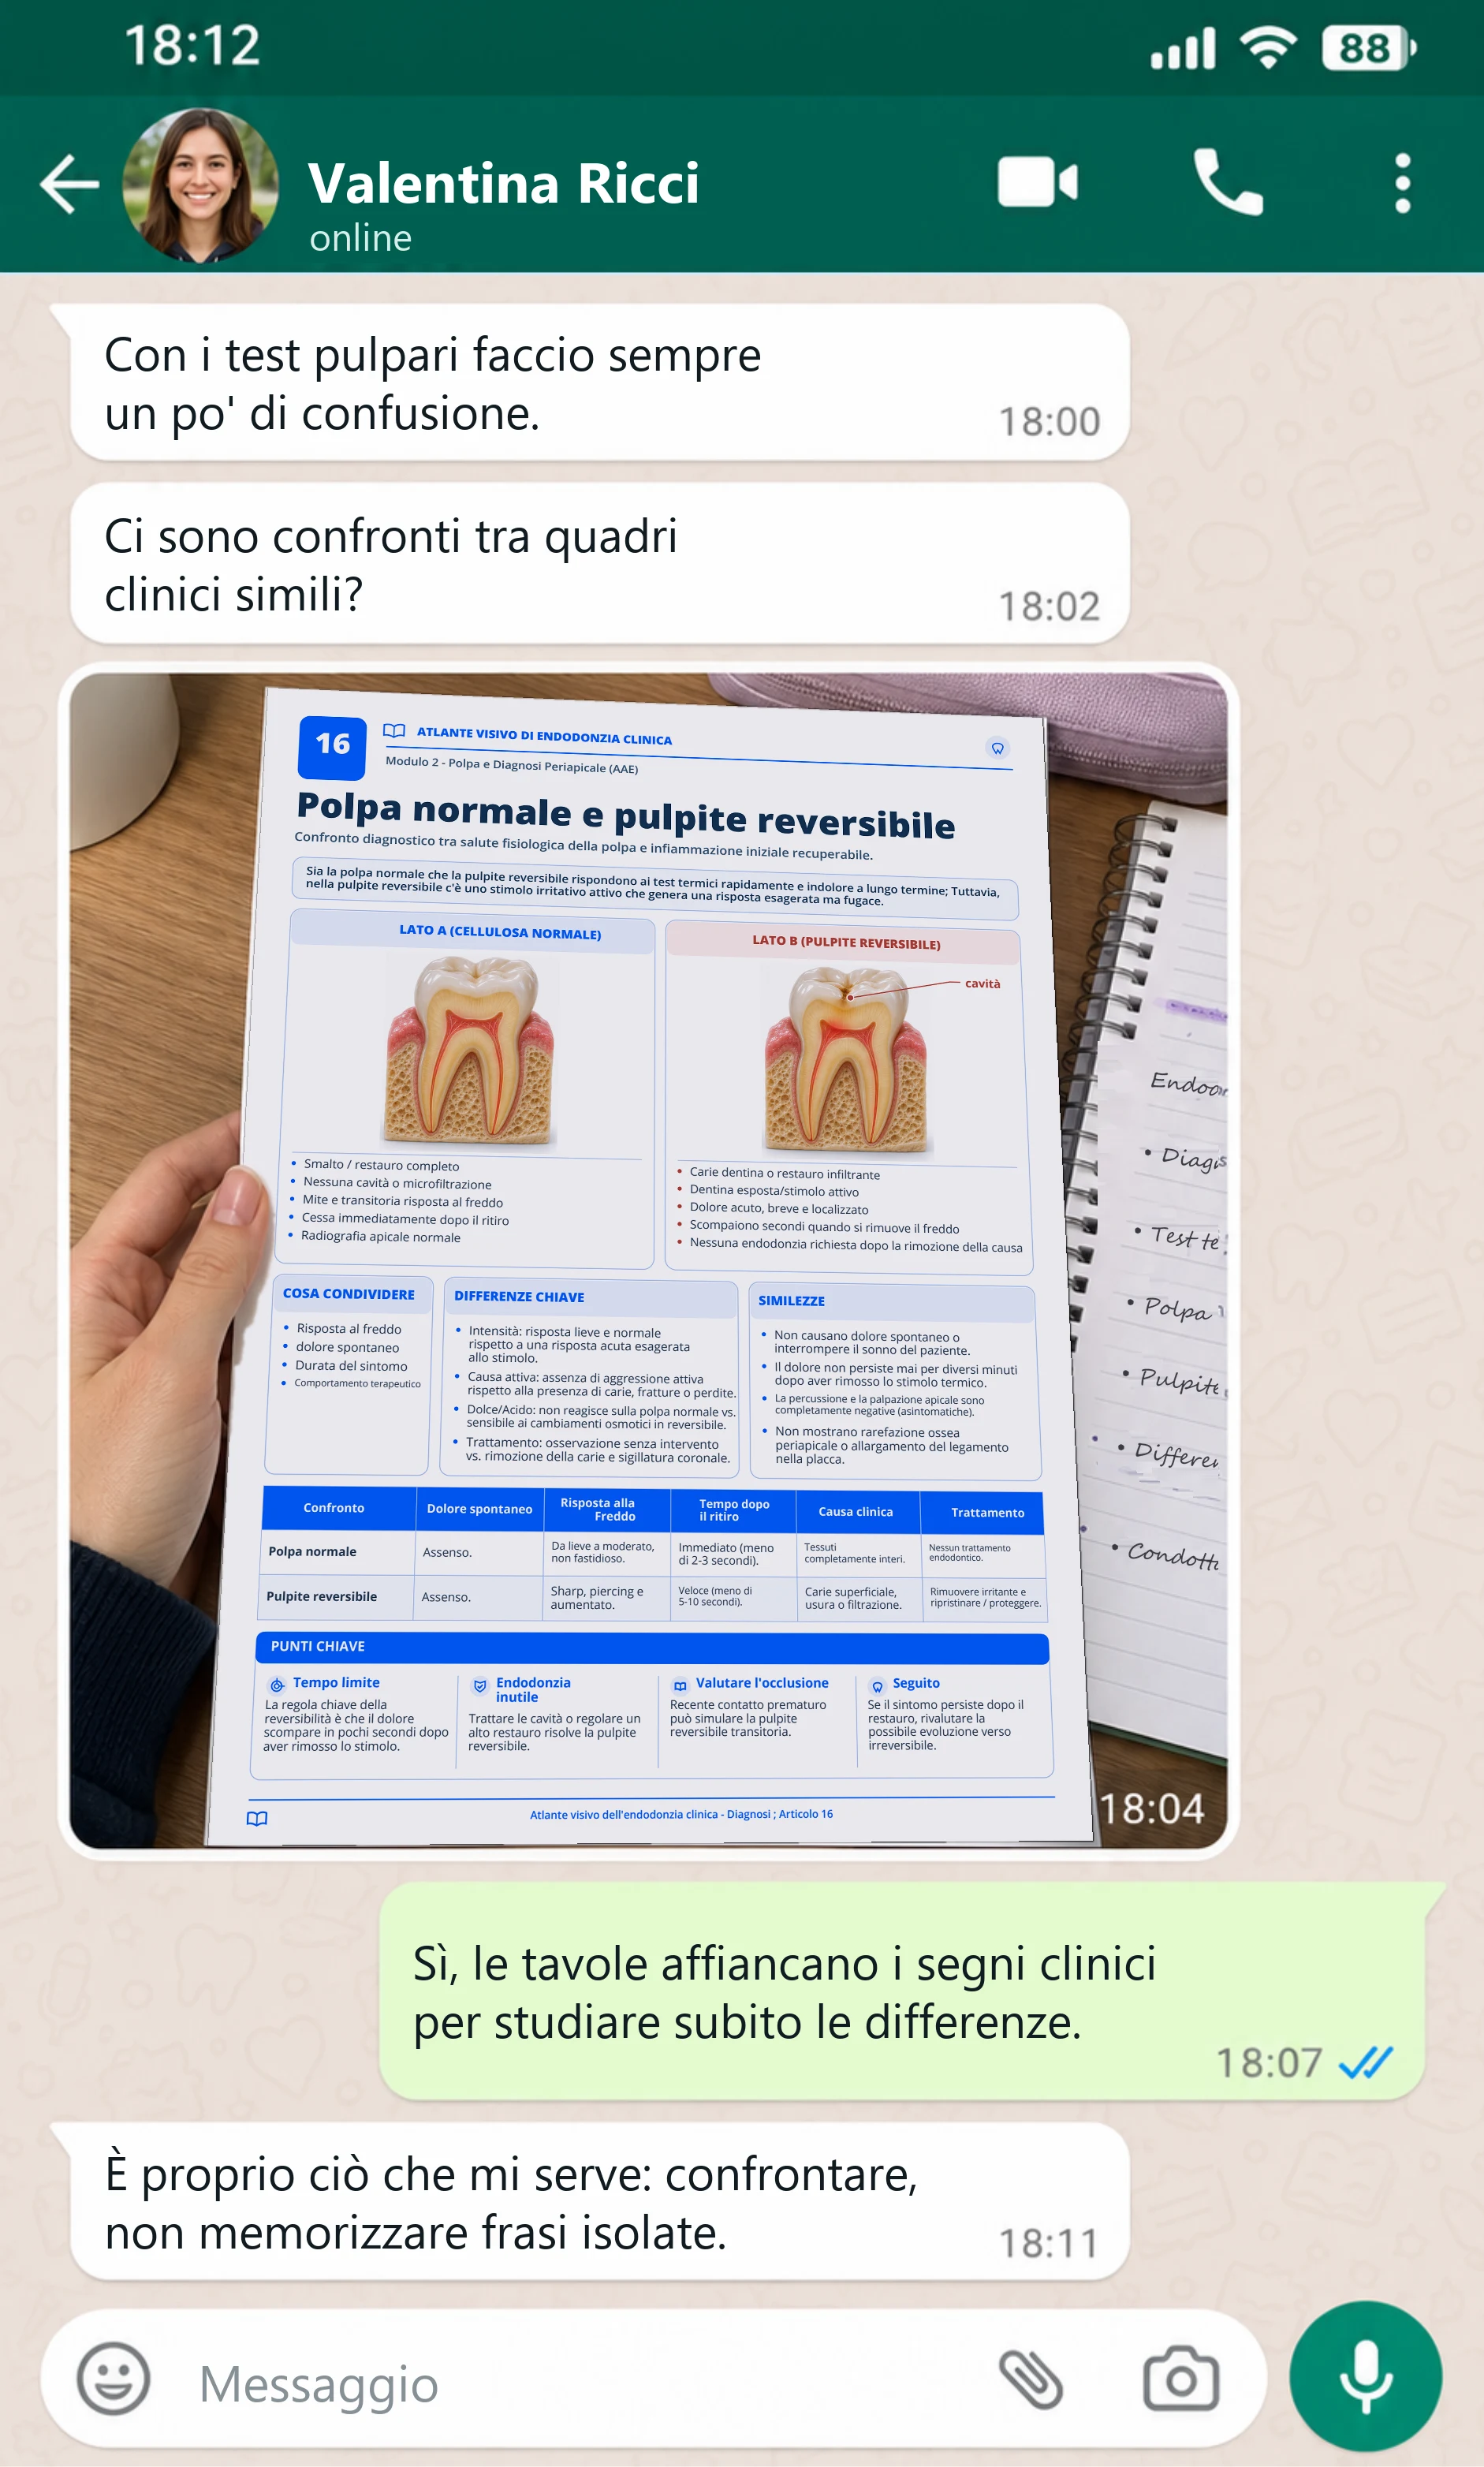 18:12
88
Valentina Ricci
online
Con i test pulpari faccio sempre
un po' di confusione.
18:00
Ci sono confronti tra quadri
clinici simili?
18:02
16
ATLANTE VISIVO DI ENDODONZIA CLINICA
Modulo 2 - Polpa e Diagnosi Periapicale (AAE)
Polpa normale e pulpite reversibile
Confronto diagnostico tra salute fisiologica della polpa e infiammazione iniziale recuperabile.
Sia la polpa normale che la pulpite reversibile rispondono ai test termici rapidamente e indolore a lungo termine; Tuttavia,
nella pulpite reversibile c'è uno stimolo irritativo attivo che genera una risposta esagerata ma fugace.
LATO A (CELLULOSA NORMALE)
Smalto / restauro completo
Nessuna cavità o microfiltrazione
Mite e transitoria risposta al freddo
Cessa immediatamente dopo il ritiro
Radiografia apicale normale
LATO B (PULPITE REVERSIBILE)
cavità
Carie dentina o restauro infiltrante
Dentina esposta/stimolo attivo
Dolore acuto, breve e localizzato
Scompaiono secondi quando si rimuove il freddo
Nessuna endodonzia richiesta dopo la rimozione della causa
COSA CONDIVIDERE
Risposta al freddo
dolore spontaneo
Durata del sintomo
Comportamento terapeutico
DIFFERENZE CHIAVE
Intensità: risposta lieve e normale
rispetto a una risposta acuta esagerata
allo stimolo.
Causa attiva: assenza di aggressione attiva
rispetto alla presenza di carie, fratture o perdite.
Dolce/Acido: non reagisce sulla polpa normale vs.
sensibile ai cambiamenti osmotici in reversibile.
Trattamento: osservazione senza intervento
vs. rimozione della carie e sigillatura coronale.
SIMILEZZE
Non causano dolore spontaneo o
interrompere il sonno del paziente.
Il dolore non persiste mai per diversi minuti
dopo aver rimosso lo stimolo termico.
La percussione e la palpazione apicale sono
completamente negative (asintomatiche).
Non mostrano rarefazione ossea
periapicale o allargamento del legamento
nella placca.
Confronto
Dolore spontaneo
Risposta alla
Freddo
Tempo dopo
il ritiro
Causa clinica
Trattamento
Polpa normale
Assenso.
Da lieve a moderato,
non fastidioso.
Immediato (meno
di 2-3 secondi).
Tessuti
completamente interi.
Nessun trattamento
endodontico.
Pulpite reversibile
Assenso.
Sharp, piercing e
aumentato.
Veloce (meno di
5-10 secondi).
Carie superficiale,
usura o filtrazione.
Rimuovere irritante e
ripristinare / proteggere.
PUNTI CHIAVE
Tempo limite
La regola chiave della
reversibilità è che il dolore
scompare in pochi secondi dopo
aver rimosso lo stimolo.
Endodonzia
inutile
Trattare le cavità o regolare un
alto restauro risolve la pulpite
reversibile.
Valutare l'occlusione
Recente contatto prematuro
può simulare la pulpite
reversibile transitoria.
Seguito
Se il sintomo persiste dopo il
restauro, rivalutare la
possibile evoluzione verso
irreversibile.
Atlante visivo dell'endodonzia clinica - Diagnosi ; Articolo 16
Test te
Polpa
Pulpite
18:04
Sì, le tavole affiancano i segni clinici
per studiare subito le differenze.
18:07
È proprio ciò che mi serve: confrontare,
non memorizzare frasi isolate.
18:11
Messaggio